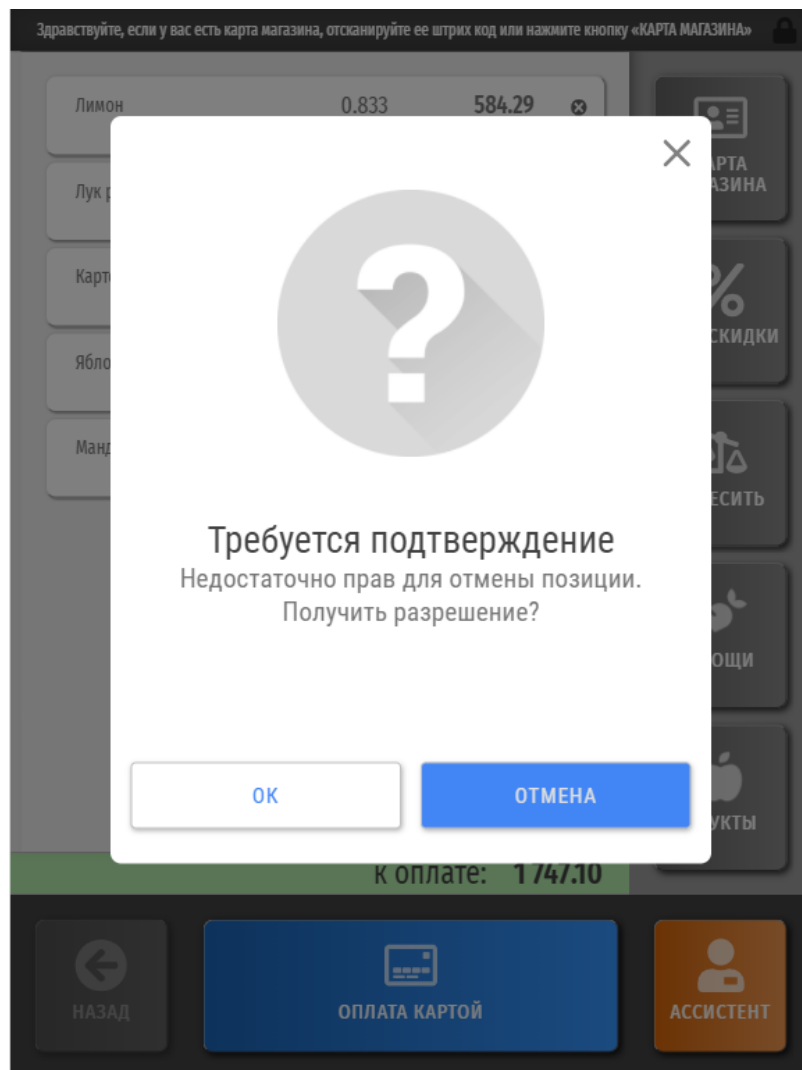 Здравствуйте, если у вас есть карта магазина, отсканируйте ее штрих код или нажмите кнопку «КАРТА МАГАЗИНА»
Лимон 0.833 584.29
Лук
Требуется подтверждение
Недостаточно прав для отмены позиции.
Получить разрешение?
ОК ОТМЕНА
СКИДКИ
к оплате: 1 747.10
НАЗАД ОПЛАТА КАРТОЙ АССИСТЕНТ